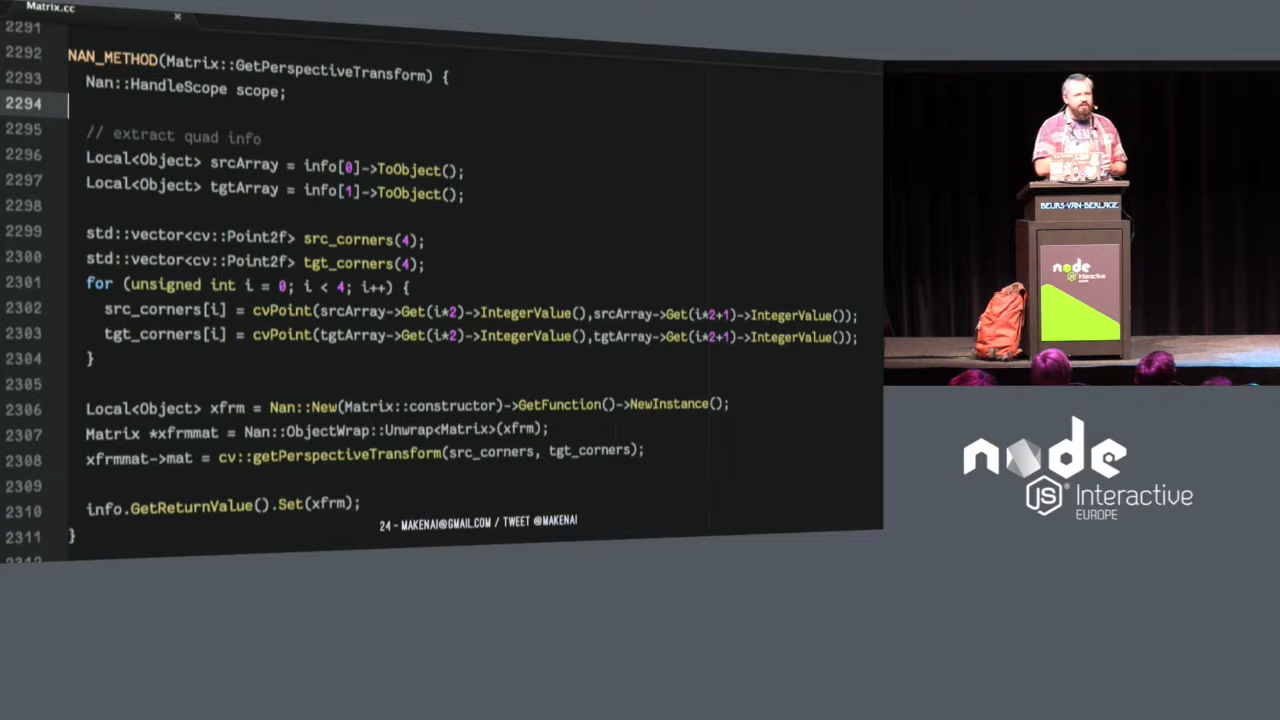 Matrix.cc ×
2291
2292 NAN_METHOD(Matrix::GetPerspectiveTransform) {
2293 Nan::HandleScope scope;
2294
2295 // extract quad info
2296 Local<Object> srcArray = info[0]->ToObject();
2297 Local<Object> tgtArray = info[1]->ToObject();
2298
2299 std::vector<cv::Point2f> src_corners(4);
2300 std::vector<cv::Point2f> tgt_corners(4);
2301 for (unsigned int i = 0; i < 4; i++) {
2302 src_corners[i] = cvPoint(srcArray->Get(i*2)->IntegerValue(),srcArray->Get(i*2+1)->IntegerValue());
2303 tgt_corners[i] = cvPoint(tgtArray->Get(i*2)->IntegerValue(),tgtArray->Get(i*2+1)->IntegerValue());
2304 }
2305
2306 Local<Object> xfrm = Nan::New(Matrix::constructor)->GetFunction()->NewInstance();
2307 Matrix *xfrmmat = Nan::ObjectWrap::Unwrap<Matrix>(xfrm);
2308 xfrmmat->mat = cv::getPerspectiveTransform(src_corners, tgt_corners);
2309
2310 info.GetReturnValue().Set(xfrm);
2311 }
24 - MAKENAI@GMAIL.COM / TWEET @MAKENAI
BEURS-VAN-BERLAGE
node
Interactive
node
JS® Interactive
EUROPE